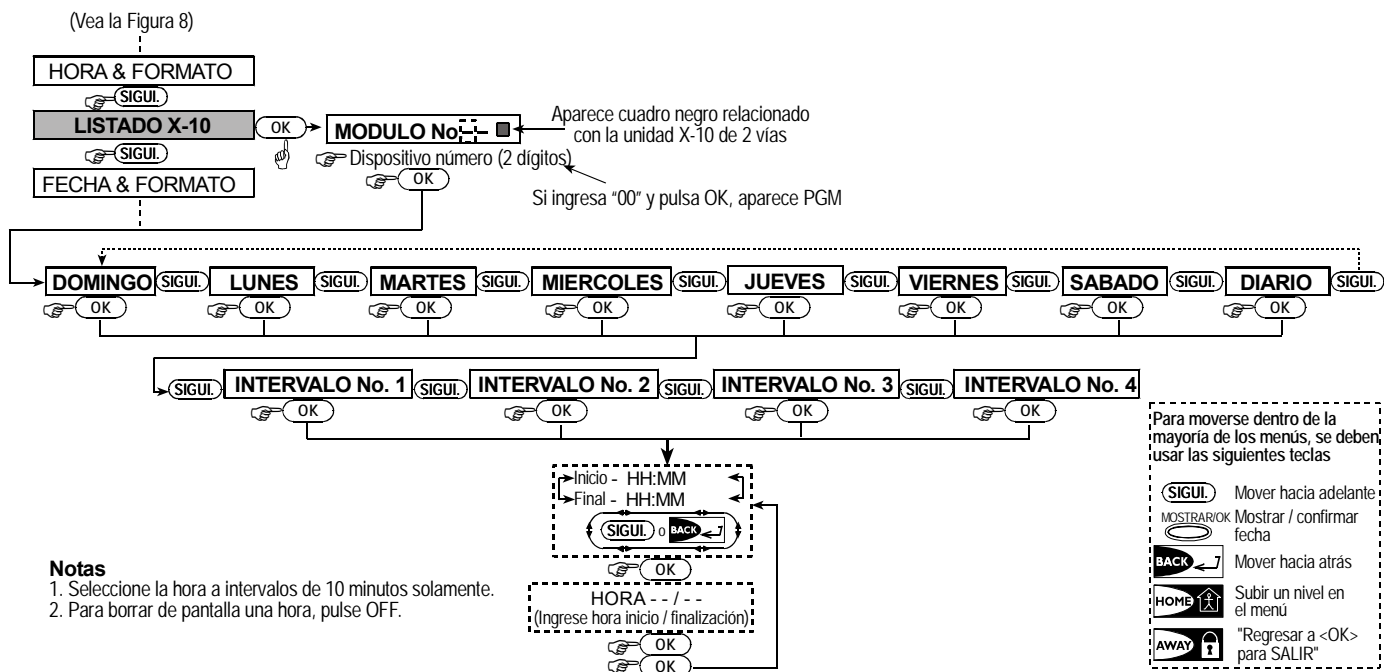 (Vea la Figura 8)
HORA & FORMATO
SIGUI.
LISTADO X-10
OK
MODULO No - -
Aparece cuadro negro relacionado
con la unidad X-10 de 2 vías
SIGUI.
Dispositivo número (2 dígitos)
FECHA & FORMATO
OK
Si ingresa "00" y pulsa OK, aparece PGM
DOMINGO SIGUI. LUNES SIGUI. MARTES SIGUI. MIERCOLES SIGUI. JUEVES SIGUI. VIERNES SIGUI. SABADO SIGUI. DIARIO SIGUI.
OK OK OK OK OK OK OK OK
SIGUI. INTERVALO No. 1 SIGUI. INTERVALO No. 2 SIGUI. INTERVALO No. 3 SIGUI. INTERVALO No. 4
OK OK OK OK
Inicio - HH:MM
Final - HH:MM
SIGUI. o BACK
OK
HORA - - / - -
(Ingrese hora inicio / finalización)
OK
OK
Notas
1. Seleccione la hora a intervalos de 10 minutos solamente.
2. Para borrar de pantalla una hora, pulse OFF.
Para moverse dentro de la
mayoría de los menús, se deben
usar las siguientes teclas
SIGUI. Mover hacia adelante
MOSTRAR/OK Mostrar / confirmar
fecha
BACK Mover hacia atrás
HOME Subir un nivel en
el menú
AWAY "Regresar a <OK>
para SALIR"